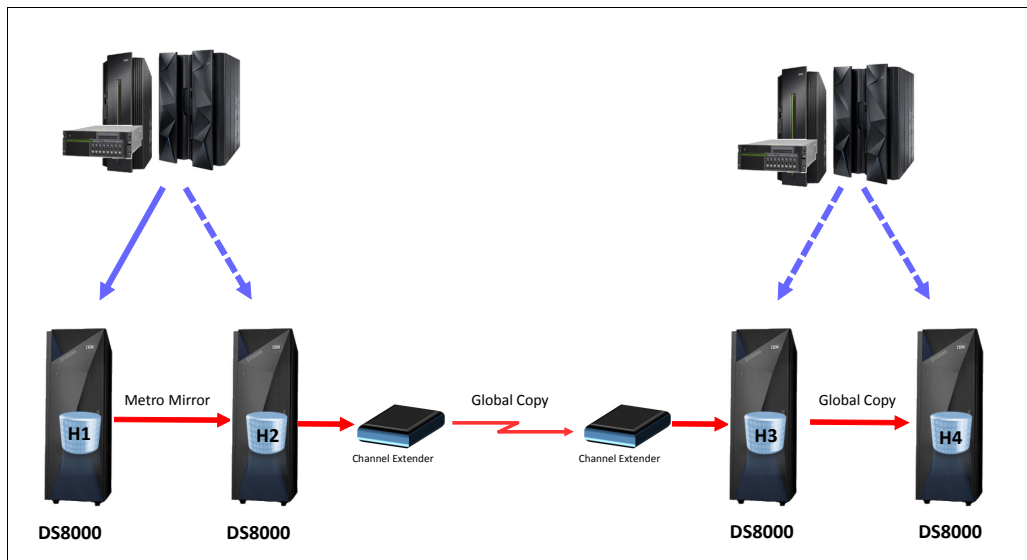 Metro Mirror
Global Copy
Global Copy
H1
H2
H3
H4
Channel Extender
Channel Extender
DS8000
DS8000
DS8000
DS8000